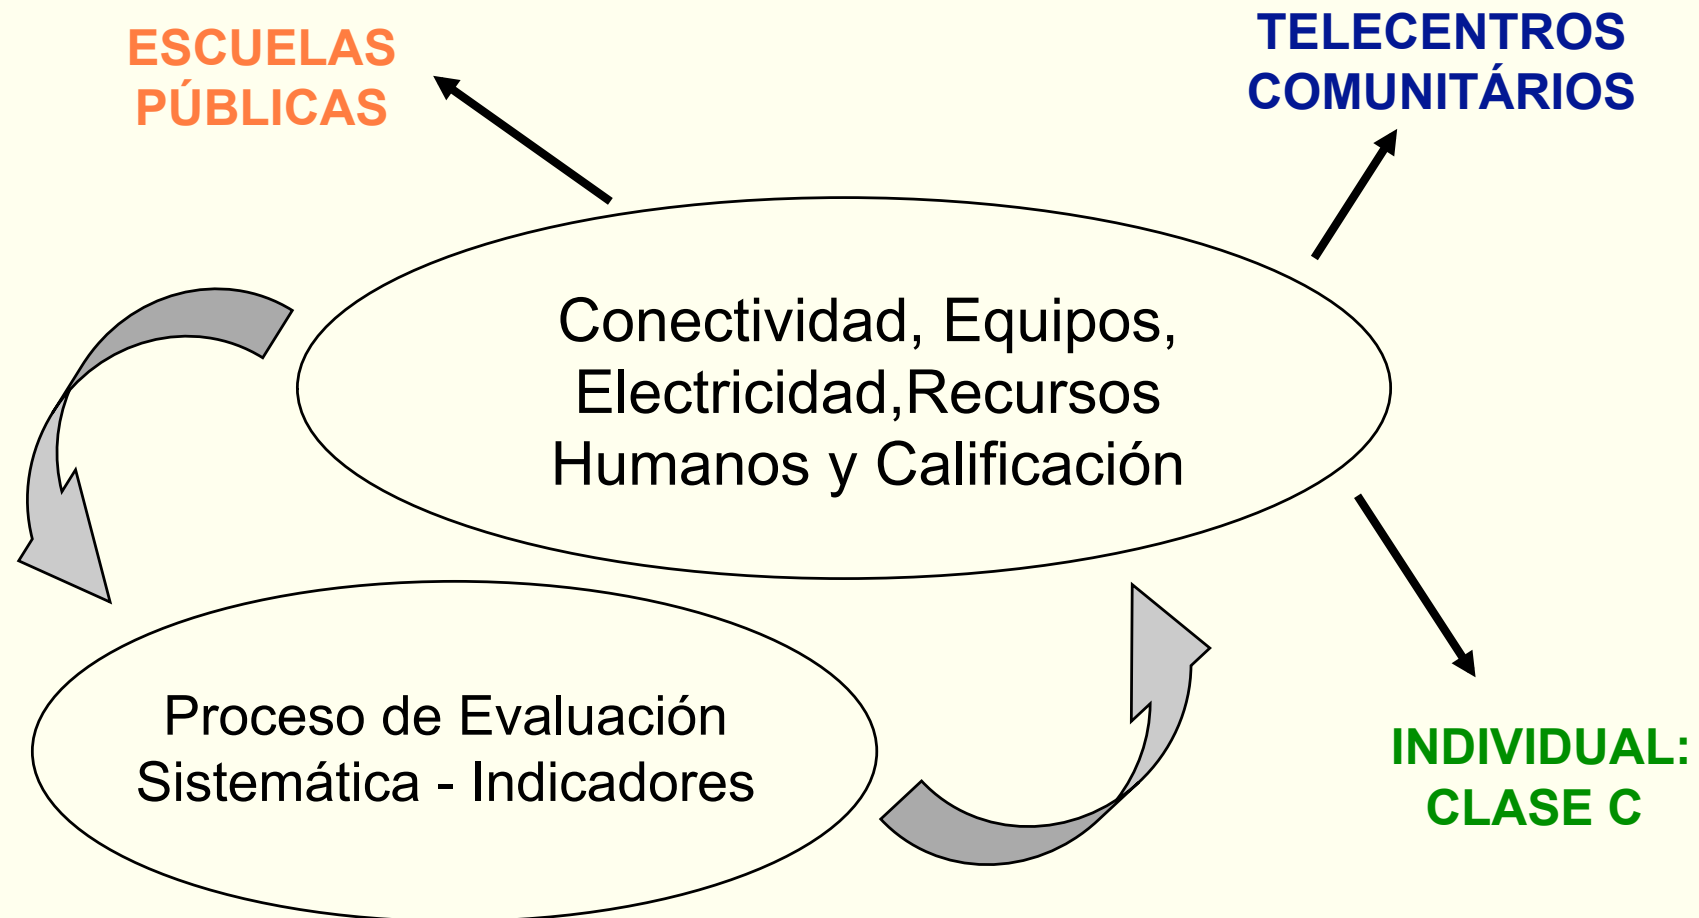 ESCUELAS
PÚBLICAS
TELECENTROS
COMUNITÁRIOS
Conectividad, Equipos,
Electricidad,Recursos
Humanos y Calificación
Proceso de Evaluación
Sistemática - Indicadores
INDIVIDUAL:
CLASE C